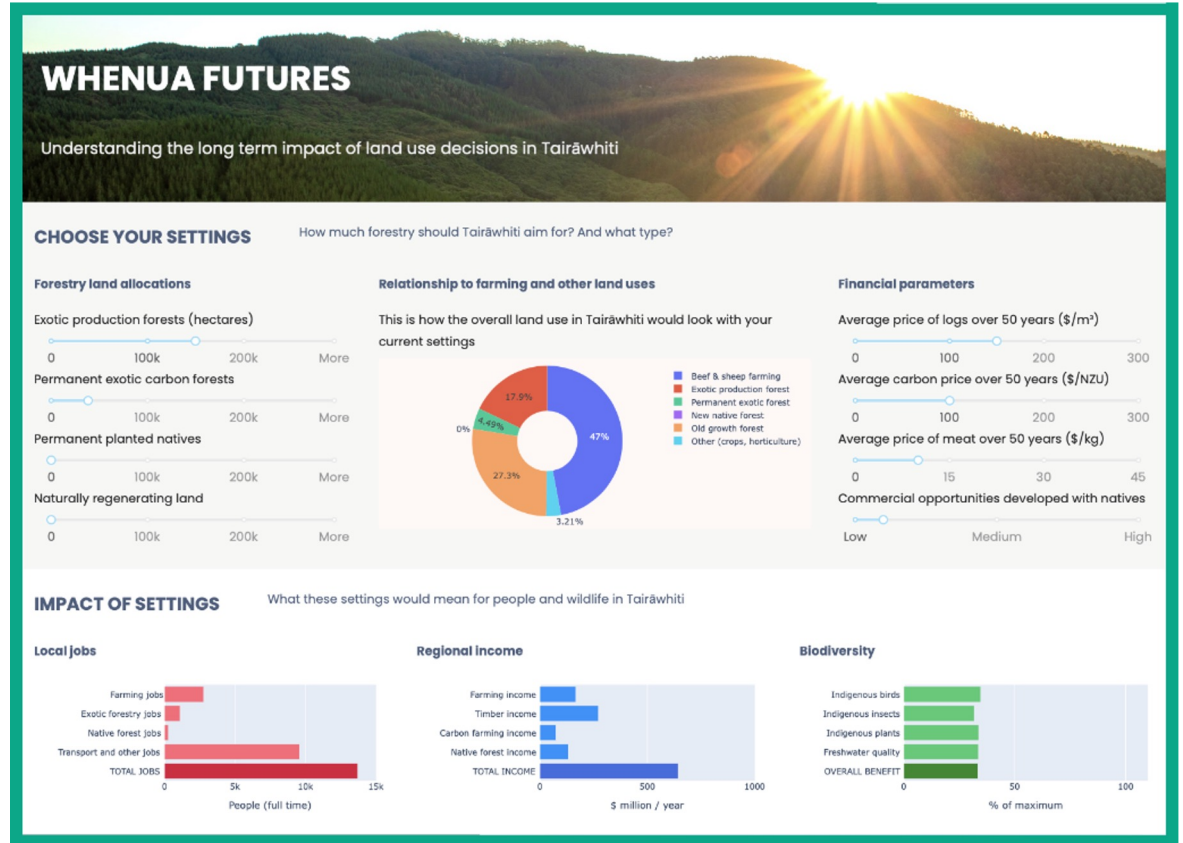 WHENUA FUTURES
Understanding the long term impact of land use decisions in Tairāwhiti
CHOOSE YOUR SETTINGS
How much forestry should Tairāwhiti aim for? And what type?
Forestry land allocations
Exotic production forests (hectares)
0 100k 200k More
Permanent exotic carbon forests
0 100k 200k More
Permanent planted natives
0 100k 200k More
Naturally regenerating land
0 100k 200k More
Relationship to farming and other land uses
This is how the overall land use in Tairāwhiti would look with your
current settings
17.9%
4.49%
0%
47%
27.3%
3.21%
Beef & sheep farming
Exotic production forest
Permanent exotic forest
New native forest
Old growth forest
Other (crops, horticulture)
Financial parameters
Average price of logs over 50 years ($/m³)
0 100 200 300
Average carbon price over 50 years ($/NZU)
0 100 200 300
Average price of meat over 50 years ($/kg)
0 15 30 45
Commercial opportunities developed with natives
Low Medium High
IMPACT OF SETTINGS
What these settings would mean for people and wildlife in Tairāwhiti
Local jobs
Farming jobs
Exotic forestry jobs
Native forest jobs
Transport and other jobs
TOTAL JOBS
0 5k 10k 15k
People (full time)
Regional income
Farming income
Timber income
Carbon farming income
Native forest income
TOTAL INCOME
0 500 1000
$ million / year
Biodiversity
Indigenous birds
Indigenous insects
Indigenous plants
Freshwater quality
OVERALL BENEFIT
0 50 100
% of maximum